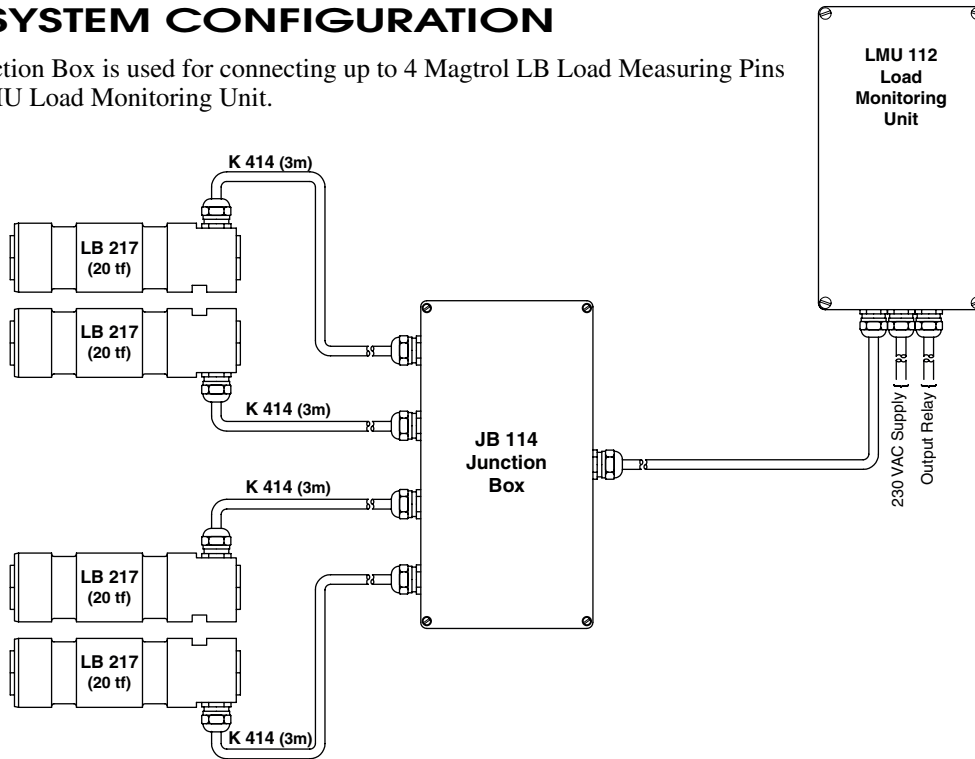 SYSTEM CONFIGURATION
ction Box is used for connecting up to 4 Magtrol LB Load Measuring Pins
MU Load Monitoring Unit.
LMU 112
Load
Monitoring
Unit
K 414 (3m)
LB 217
(20 tf)
LB 217
(20 tf)
K 414 (3m)
JB 114
Junction
Box
230 VAC Supply {
Output Relay {
K 414 (3m)
LB 217
(20 tf)
LB 217
(20 tf)
K 414 (3m)